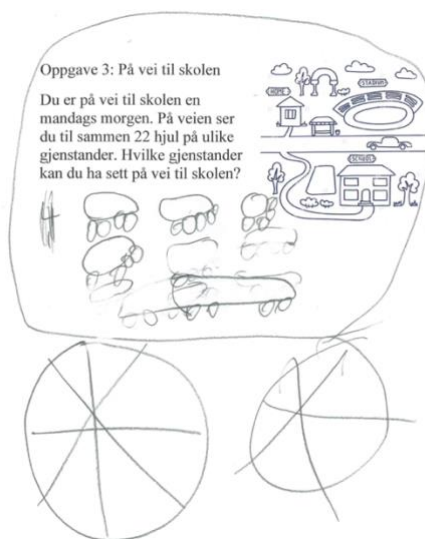 Oppgave 3: På vei til skolen
Du er på vei til skolen en
mandags morgen. På veien ser
du til sammen 22 hjul på ulike
gjenstander. Hvilke gjenstander
kan du ha sett på vei til skolen?
HOME
STADIUM
SCHOOL